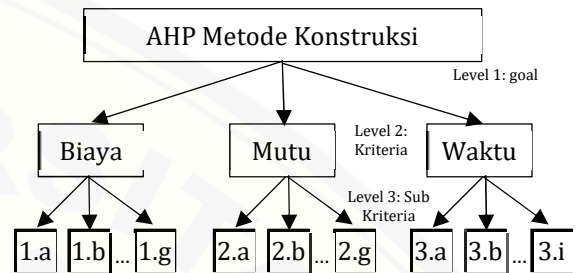 AHP Metode Konstruksi
Level 1: goal
Biaya
Mutu
Level 2:
Kriteria
Waktu
Level 3: Sub
Kriteria
1.a 1.b ... 1.g 2.a 2.b ... 2.g 3.a 3.b ... 3.i